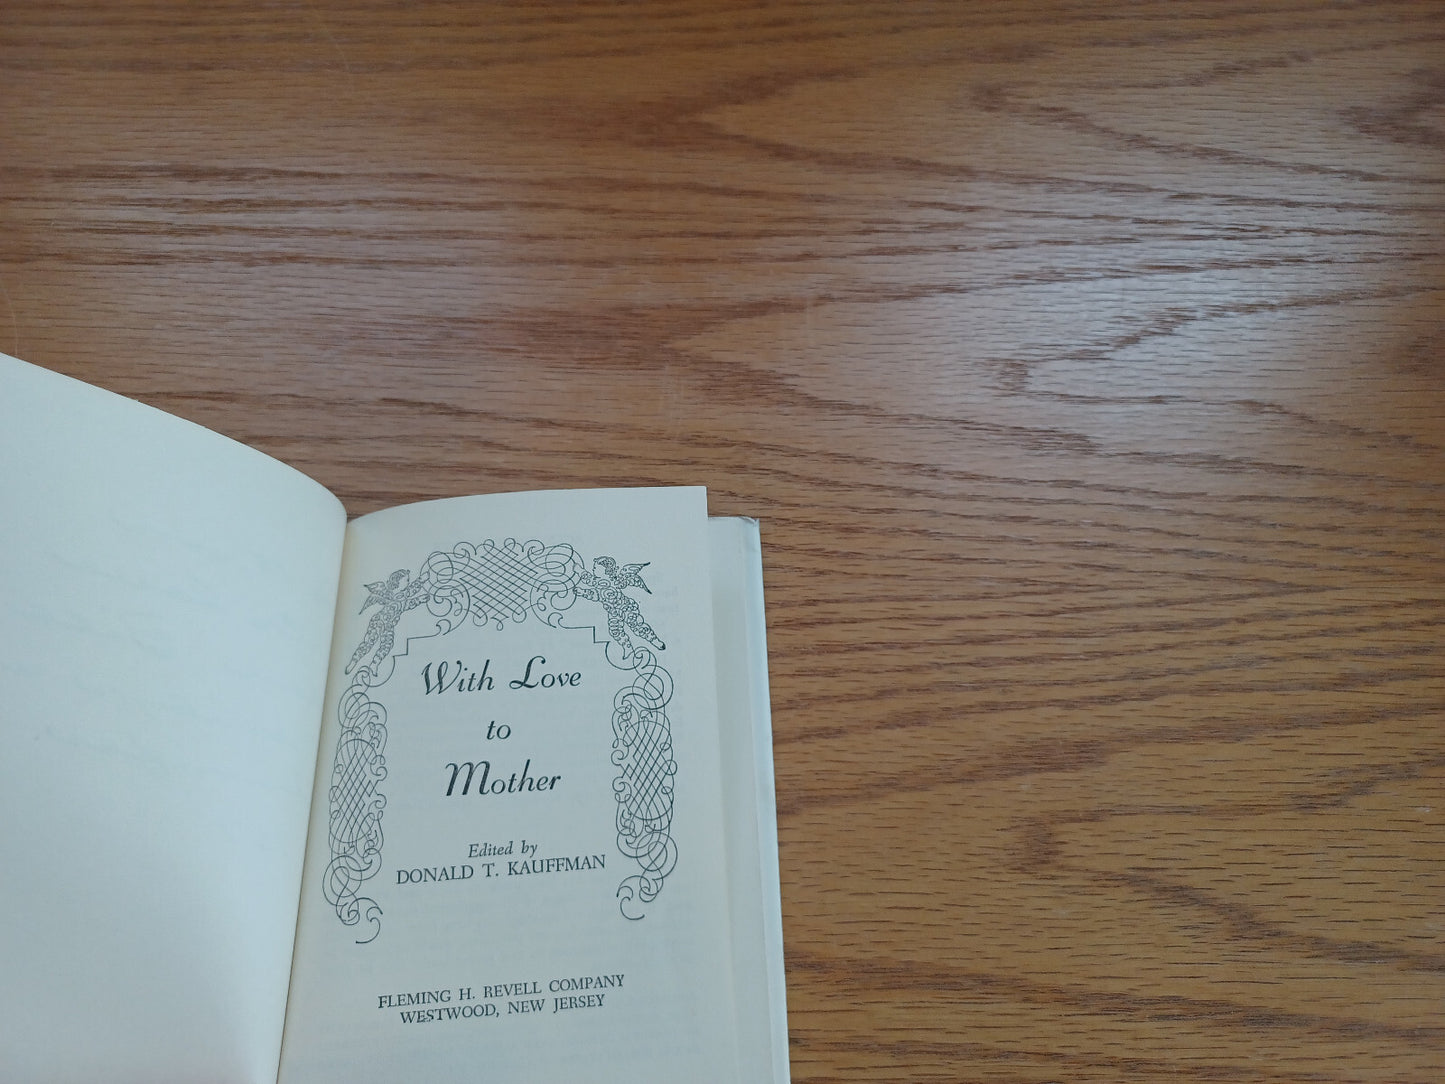 With Love
to
Mother
Edited by
DONALD T. KAUFFMAN
FLEMING H. REVELL COMPANY
WESTWOOD, NEW JERSEY